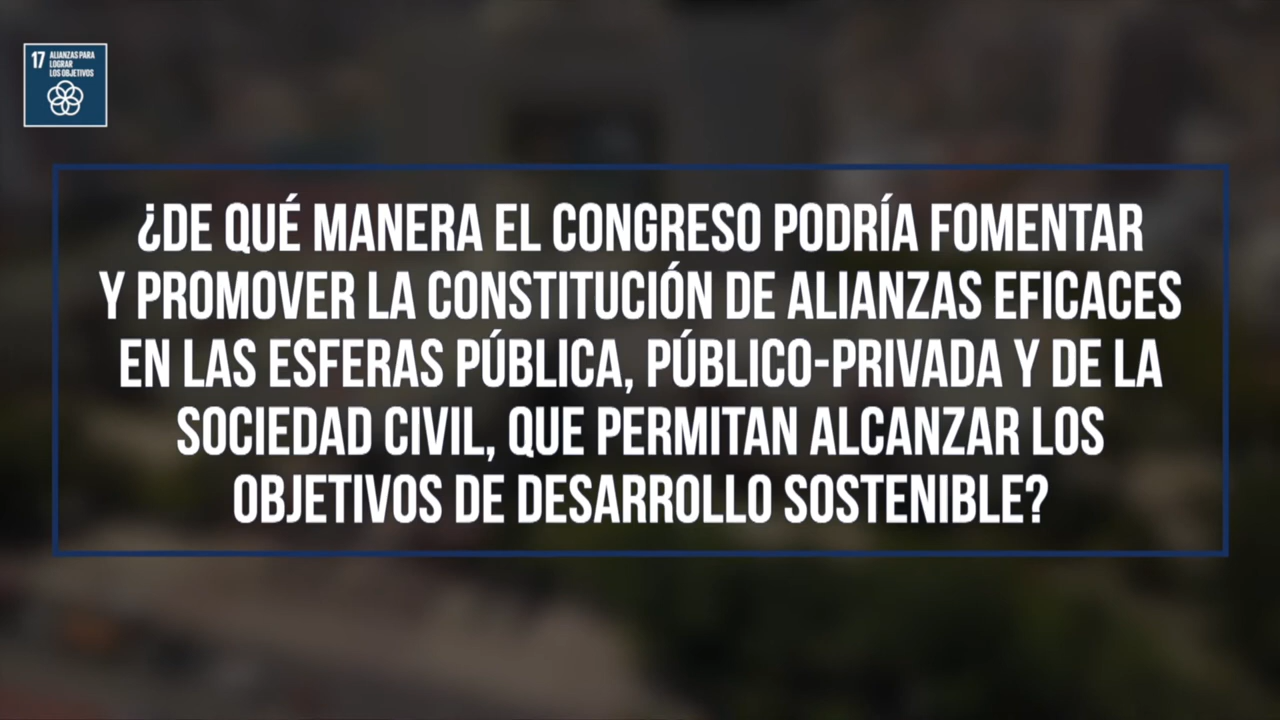 17 ALIANZAS PARA
LOGRAR
LOS OBJETIVOS
¿DE QUÉ MANERA EL CONGRESO PODRÍA FOMENTAR
Y PROMOVER LA CONSTITUCIÓN DE ALIANZAS EFICACES
EN LAS ESFERAS PÚBLICA, PÚBLICO-PRIVADA Y DE LA
SOCIEDAD CIVIL, QUE PERMITAN ALCANZAR LOS
OBJETIVOS DE DESARROLLO SOSTENIBLE?